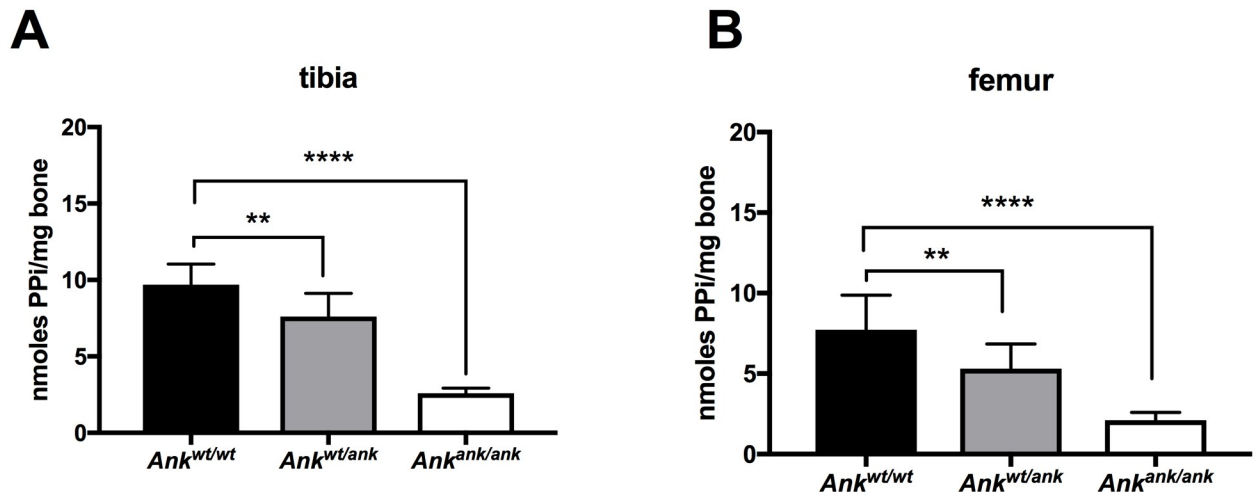 A
tibia
nmoles PPi/mg bone
20
15
10
5
0
****
**
Ank^wt/wt Ank^wt/ank Ank^ank/ank
B
femur
nmoles PPi/mg bone
20
15
10
5
0
****
**
Ank^wt/wt Ank^wt/ank Ank^ank/ank